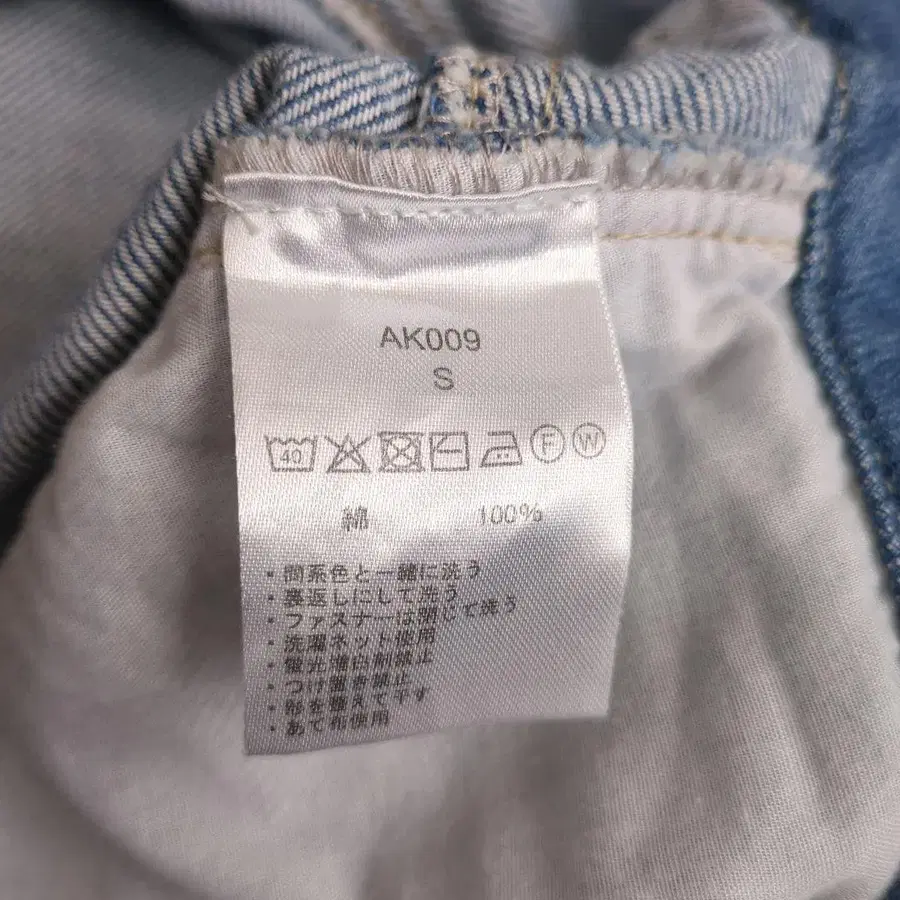 AK009
S
40 F W
綿 100%
・同系色と一緒に洗う
・裏返しにして洗う
・ファスナーは閉じて洗う
・洗濯ネット使用
・蛍光増白剤禁止
・つけ置き禁止
・形を整えて干す
・あて布使用